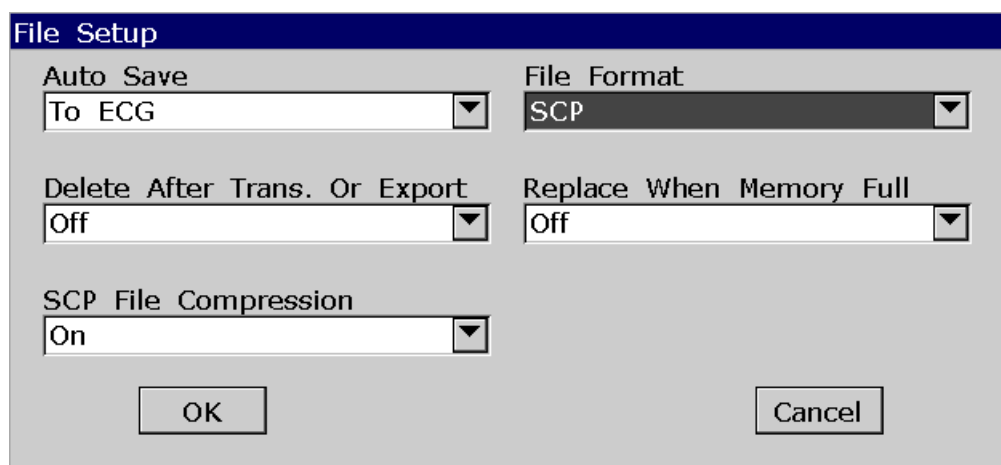 File Setup
Auto Save
To ECG
File Format
SCP
Delete After Trans. Or Export
Off
Replace When Memory Full
Off
SCP File Compression
On
OK
Cancel